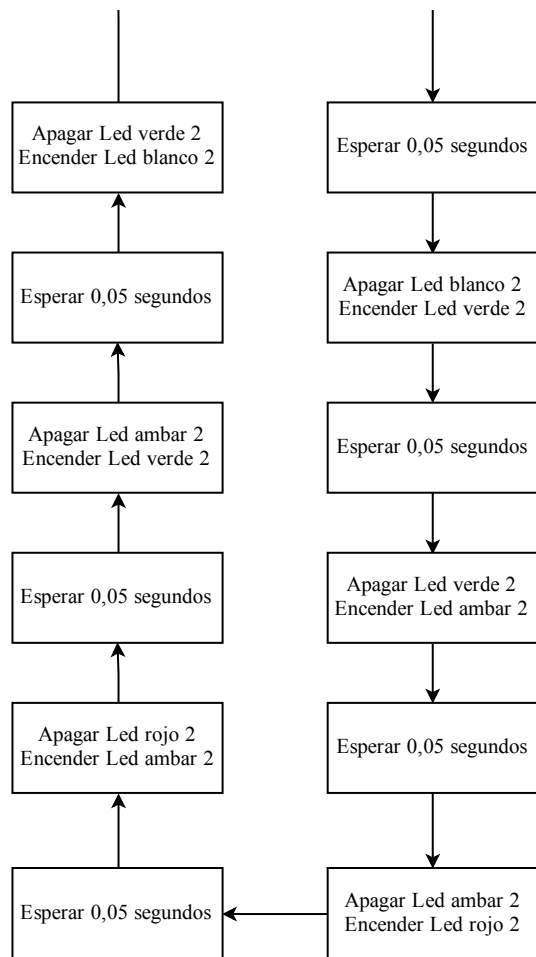 Apagar Led verde 2
Encender Led blanco 2
Esperar 0,05 segundos
Apagar Led ambar 2
Encender Led verde 2
Esperar 0,05 segundos
Apagar Led rojo 2
Encender Led ambar 2
Esperar 0,05 segundos
Esperar 0,05 segundos
Apagar Led blanco 2
Encender Led verde 2
Esperar 0,05 segundos
Apagar Led verde 2
Encender Led ambar 2
Esperar 0,05 segundos
Apagar Led ambar 2
Encender Led rojo 2